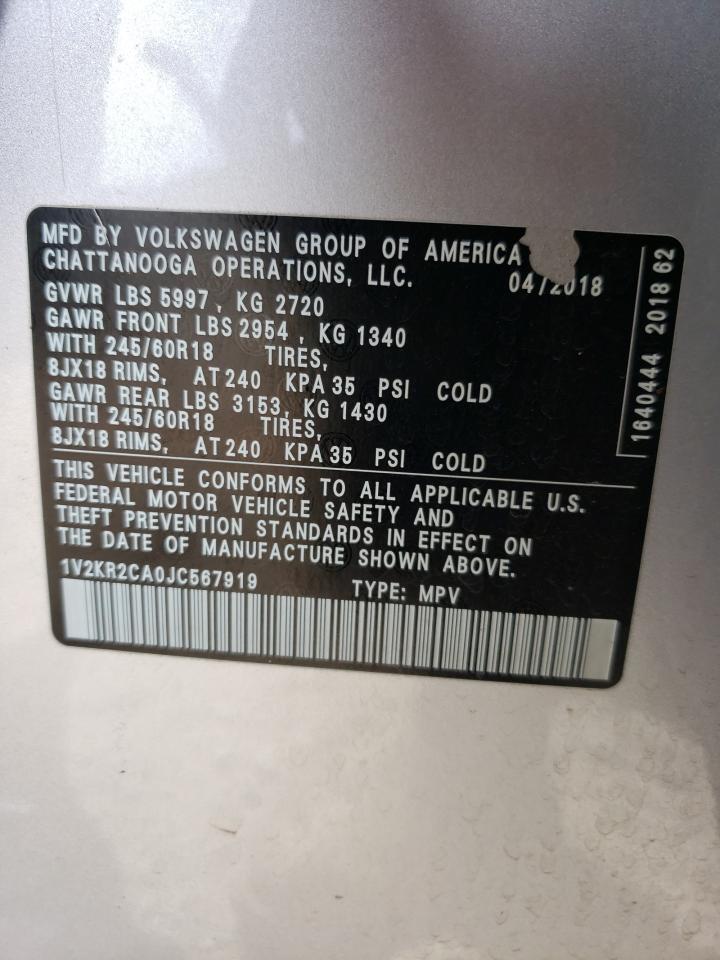 MFD BY VOLKSWAGEN GROUP OF AMERICA
CHATTANOOGA OPERATIONS, LLC.
04/2018
GVWR LBS 5997, KG 2720
GAWR FRONT LBS 2954, KG 1340
WITH 245/60R18 TIRES,
8JX18 RIMS, AT 240 KPA 35 PSI COLD
GAWR REAR LBS 3153, KG 1430
WITH 245/60R18 TIRES,
8JX18 RIMS, AT 240 KPA 35 PSI COLD
THIS VEHICLE CONFORMS TO ALL APPLICABLE U.S.
FEDERAL MOTOR VEHICLE SAFETY AND
THEFT PREVENTION STANDARDS IN EFFECT ON
THE DATE OF MANUFACTURE SHOWN ABOVE.
1V2KR2CA0JC567919 TYPE: MPV
1640444 2018 62